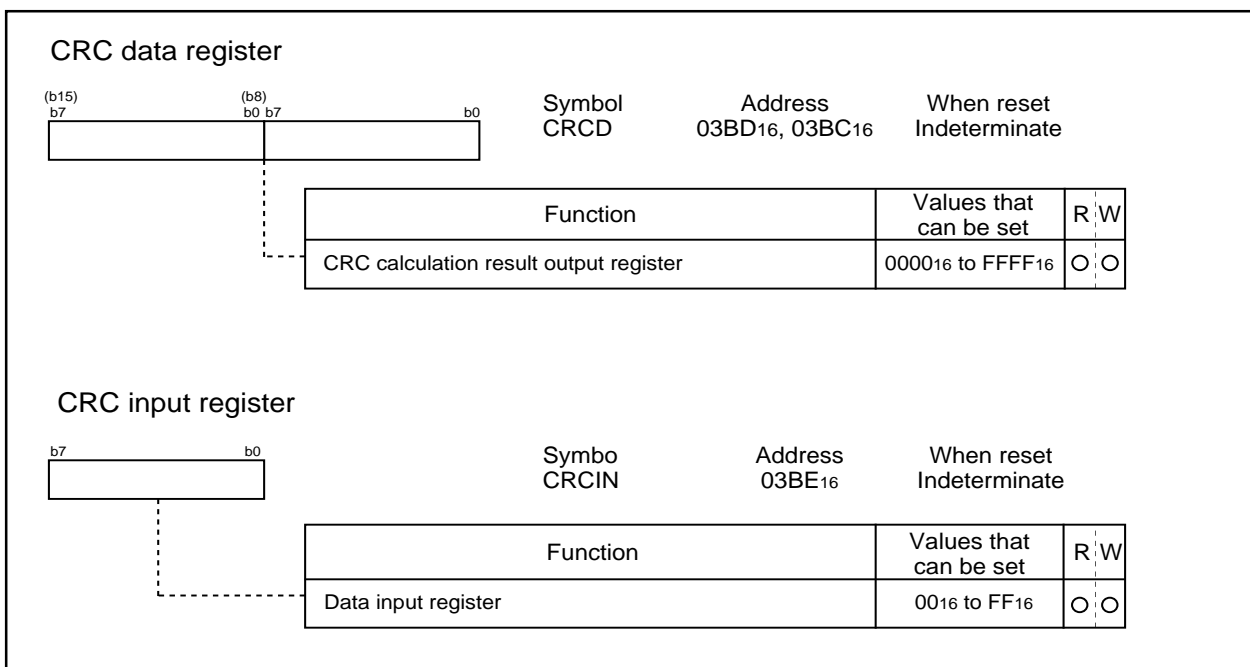 CRC data register
(b15) (b8)
b7 b0 b7 b0
Symbol Address When reset
CRCD 03BD16, 03BC16 Indeterminate
Function Values that can be set R W
CRC calculation result output register 000016 to FFFF16 O O
CRC input register
b7 b0
Symbo Address When reset
CRCIN 03BE16 Indeterminate
Function Values that can be set R W
Data input register 0016 to FF16 O O